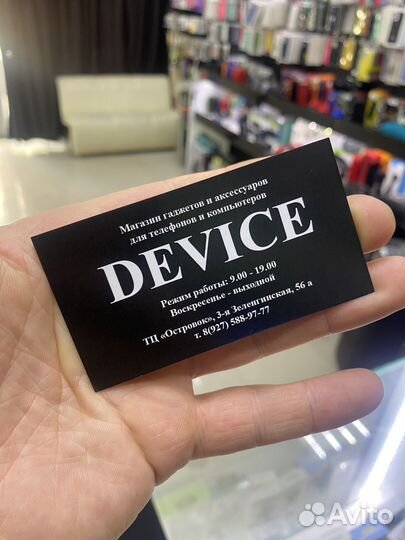 Магазин гаджетов и аксессуаров
для телефонов и компьютеров
DEVICE
Режим работы: 9.00 - 19.00
Воскресенье - выходной
ТЦ «Островок», 3-я Зеленгинская, 56 а
т. 8(927) 588-97-77
Avito